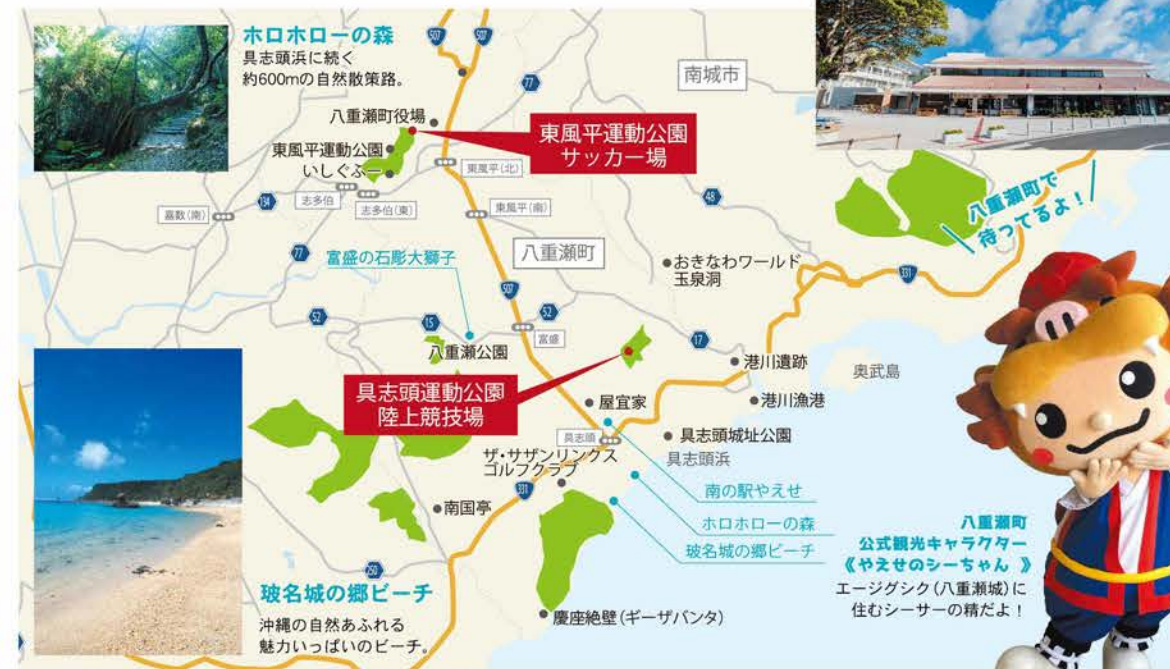 ホロホローの森
具志頭浜に続く
約600mの自然散策路。
507
507
77
南城市
八重瀬町役場
東風平運動公園
サッカー場
東風平運動公園
いしぐふー
東風平(北)
志多伯
志多伯(東)
嘉数(南)
134
東風平(南)
48
八重瀬町で
待ってるよ!
77
富盛の石彫大獅子
八重瀬町
おきなわワールド
玉泉洞
331
507
52
15
52
富盛
17
八重瀬公園
港川遺跡
奥武島
具志頭運動公園
陸上競技場
屋宜家
港川漁港
具志頭
具志頭城址公園
具志頭浜
ザ・サザンリンクス
ゴルフクラブ
331
南の駅やえせ
南国亭
ホロホローの森
玻名城の郷ビーチ
250
玻名城の郷ビーチ
沖縄の自然あふれる
魅力いっぱいのビーチ。
慶座絶壁(ギーザバンタ)
八重瀬町
公式観光キャラクター
《やえせのシーちゃん 》
エージグシク(八重瀬城)に
住むシーサーの精だよ!